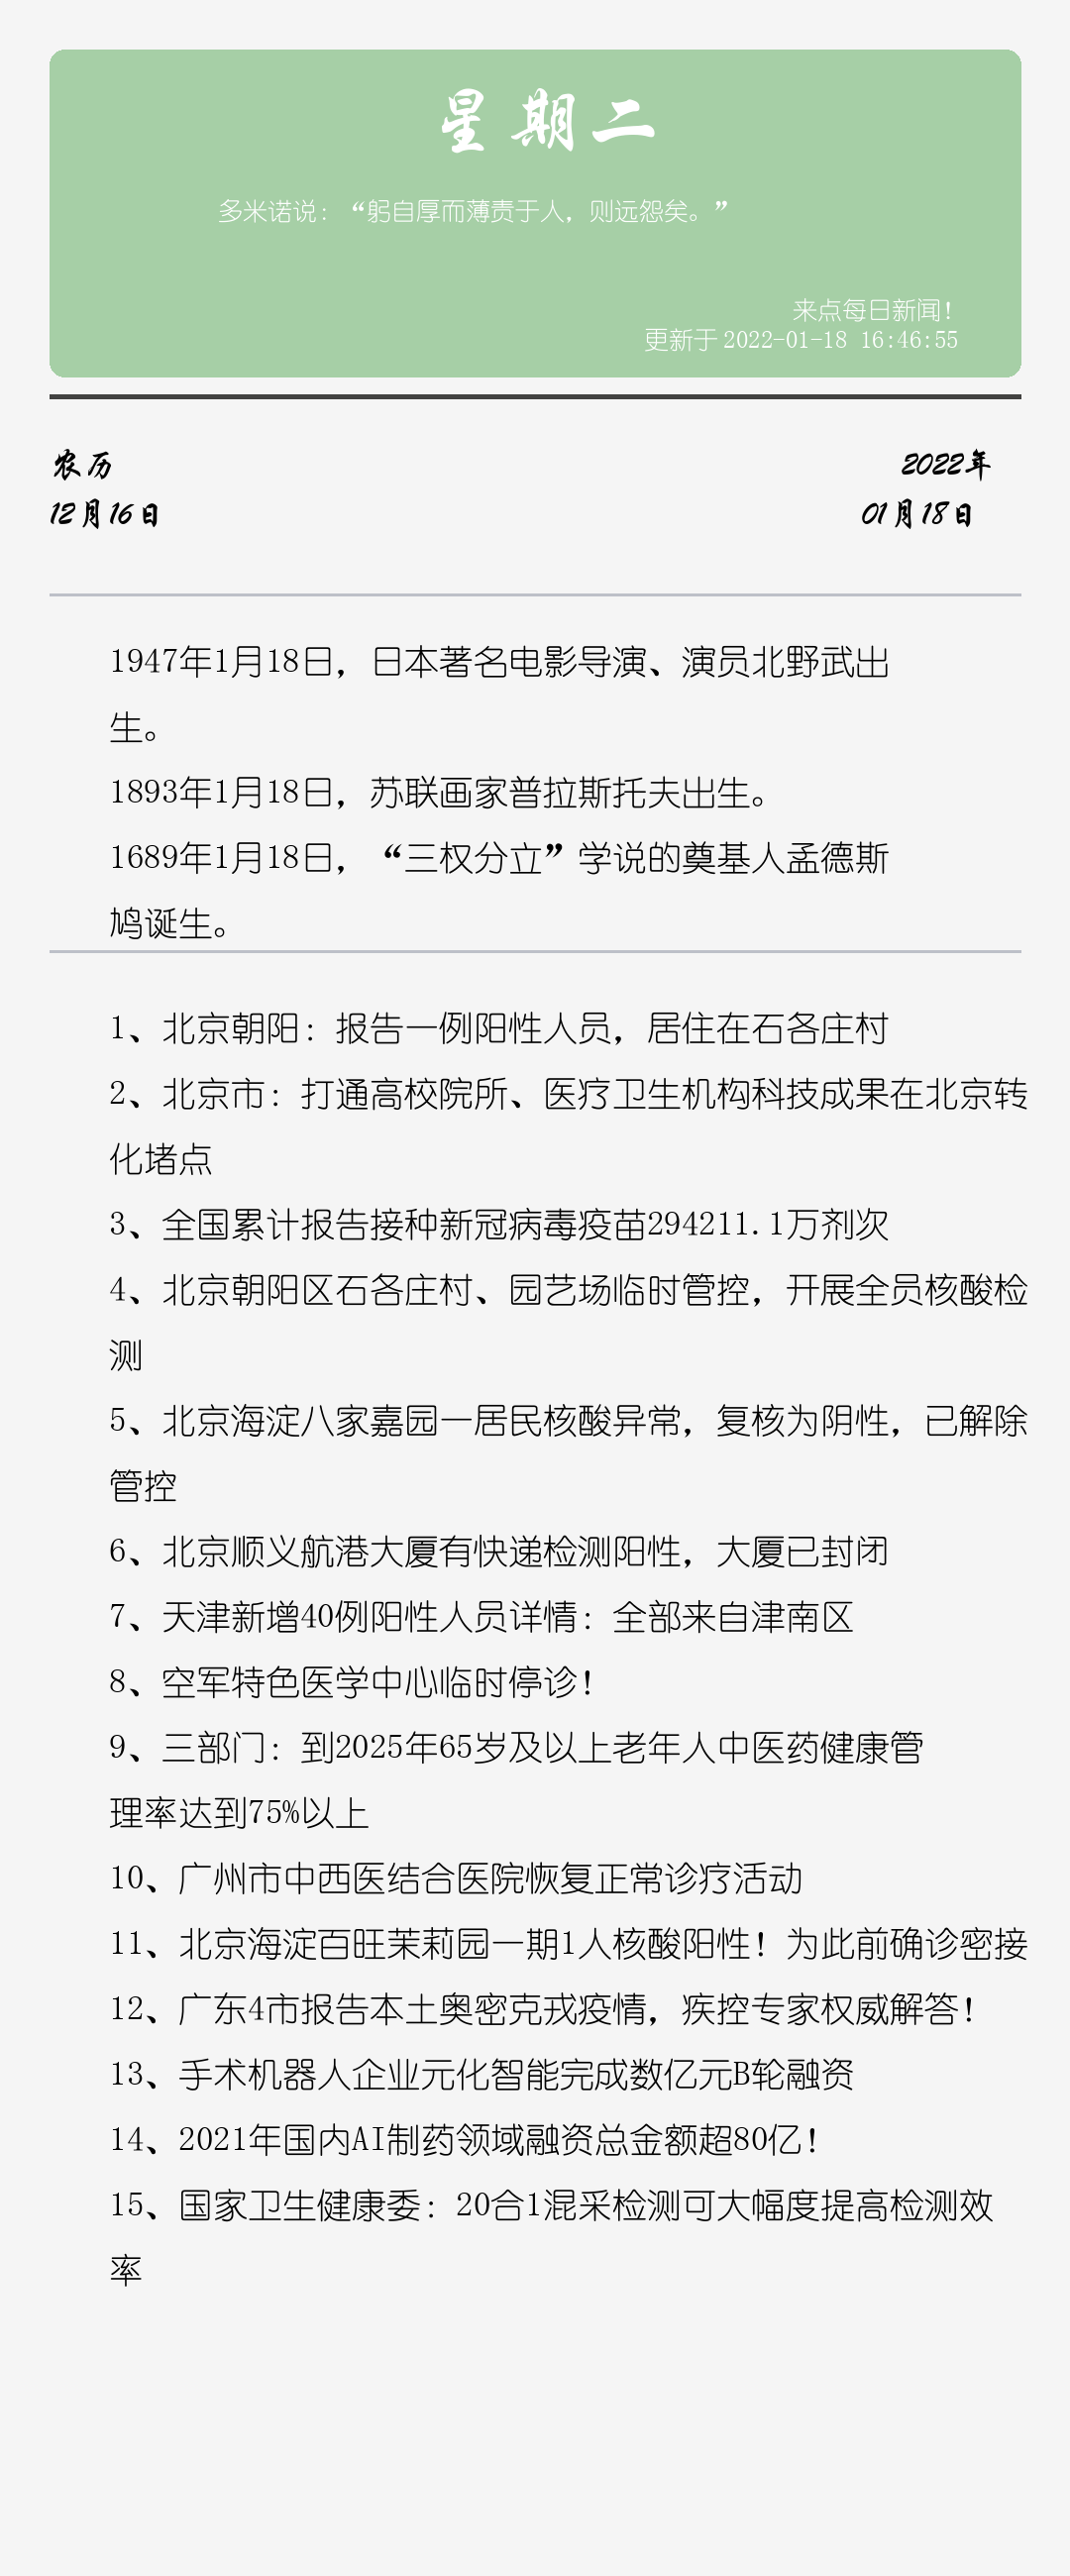 星期二
多米诺说：“躬自厚而薄责于人，则远怨矣。”
来点每日新闻！
更新于 2022-01-18 16:46:55
农历
2022年
12月16日
01月18日
1947年1月18日，日本著名电影导演、演员北野武出
生。
1893年1月18日，苏联画家普拉斯托夫出生。
1689年1月18日，“三权分立”学说的奠基人孟德斯
鸠诞生。
1、北京朝阳：报告一例阳性人员，居住在石各庄村
2、北京市：打通高校院所、医疗卫生机构科技成果在北京转
化堵点
3、全国累计报告接种新冠病毒疫苗294211.1万剂次
4、北京朝阳区石各庄村、园艺场临时管控，开展全员核酸检
测
5、北京海淀八家嘉园一居民核酸异常，复核为阴性，已解除
管控
6、北京顺义航港大厦有快递检测阳性，大厦已封闭
7、天津新增40例阳性人员详情：全部来自津南区
8、空军特色医学中心临时停诊！
9、三部门：到2025年65岁及以上老年人中医药健康管
理率达到75%以上
10、广州市中西医结合医院恢复正常诊疗活动
11、北京海淀百旺茉莉园一期1人核酸阳性！为此前确诊密接
12、广东4市报告本土奥密克戎疫情，疾控专家权威解答！
13、手术机器人企业元化智能完成数亿元B轮融资
14、2021年国内AI制药领域融资总金额超80亿！
15、国家卫生健康委：20合1混采检测可大幅度提高检测效
率